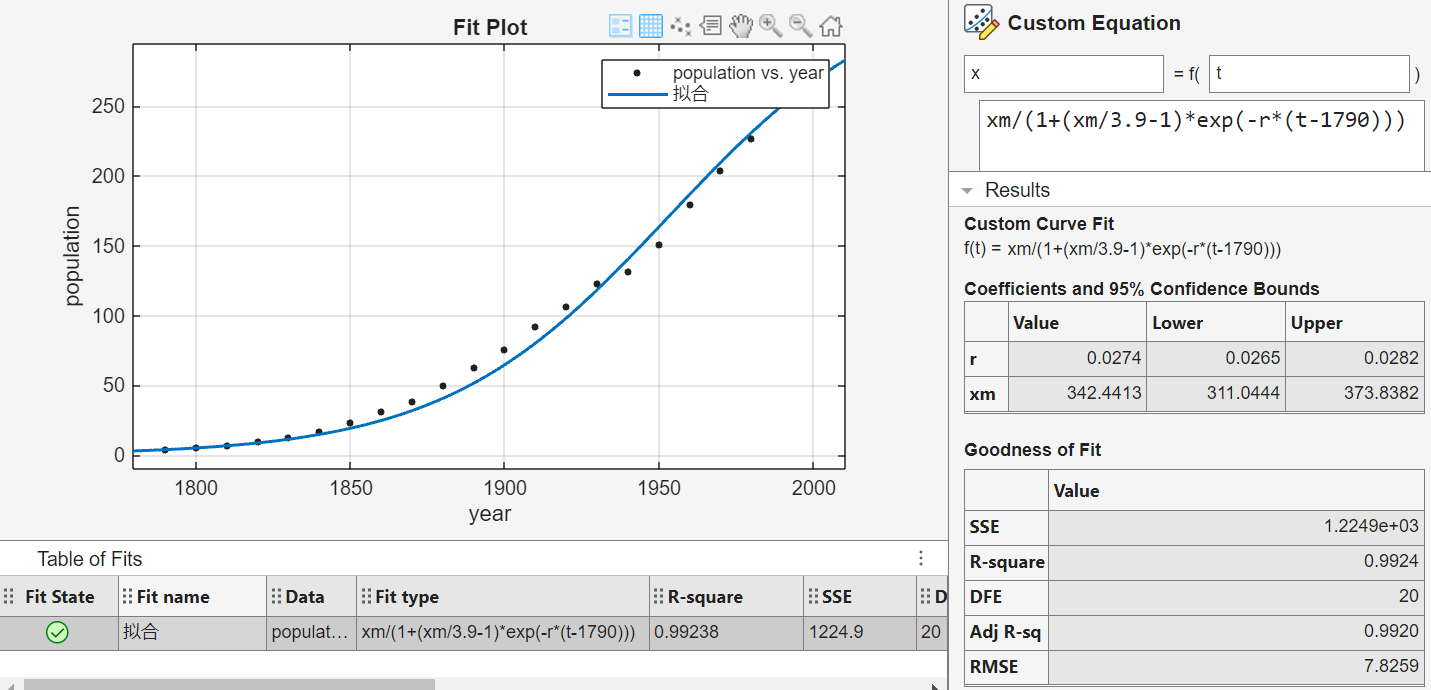 Fit Plot
population vs. year
拟合
250
200
150
100
50
0
population
1800 1850 1900 1950 2000
year
Table of Fits
Fit State Fit name Data Fit type R-square SSE D
拟合 populat... xm/(1+(xm/3.9-1)*exp(-r*(t-1790))) 0.99238 1224.9 20
Custom Equation
x = f( t )
xm/(1+(xm/3.9-1)*exp(-r*(t-1790)))
Results
Custom Curve Fit
f(t) = xm/(1+(xm/3.9-1)*exp(-r*(t-1790)))
Coefficients and 95% Confidence Bounds
Value Lower Upper
r 0.0274 0.0265 0.0282
xm 342.4413 311.0444 373.8382
Goodness of Fit
Value
SSE 1.2249e+03
R-square 0.9924
DFE 20
Adj R-sq 0.9920
RMSE 7.8259